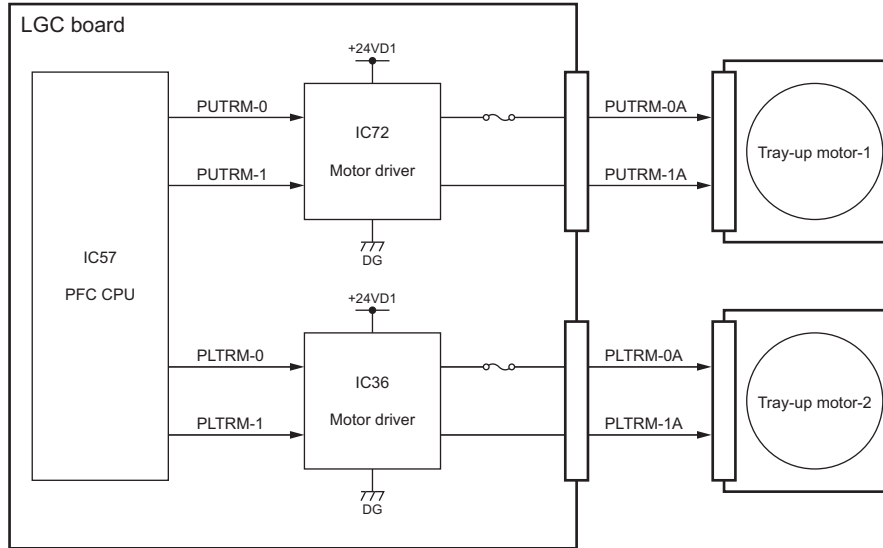 LGC board
+24VD1
PUTRM-0
IC72
PUTRM-0A
PUTRM-1
Motor driver
PUTRM-1A
Tray-up motor-1
DG
IC57
PFC CPU
+24VD1
PLTRM-0
IC36
PLTRM-0A
PLTRM-1
Motor driver
PLTRM-1A
Tray-up motor-2
DG